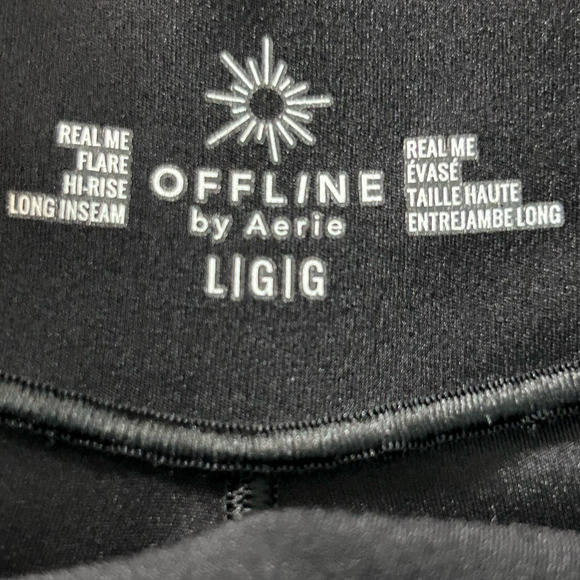 REAL ME
FLARE
HI-RISE
LONG INSEAM
OFFLINE
by Aerie
L|G|G
REAL ME
ÉVASÉ
TAILLE HAUTE
ENTREJAMBE LONG